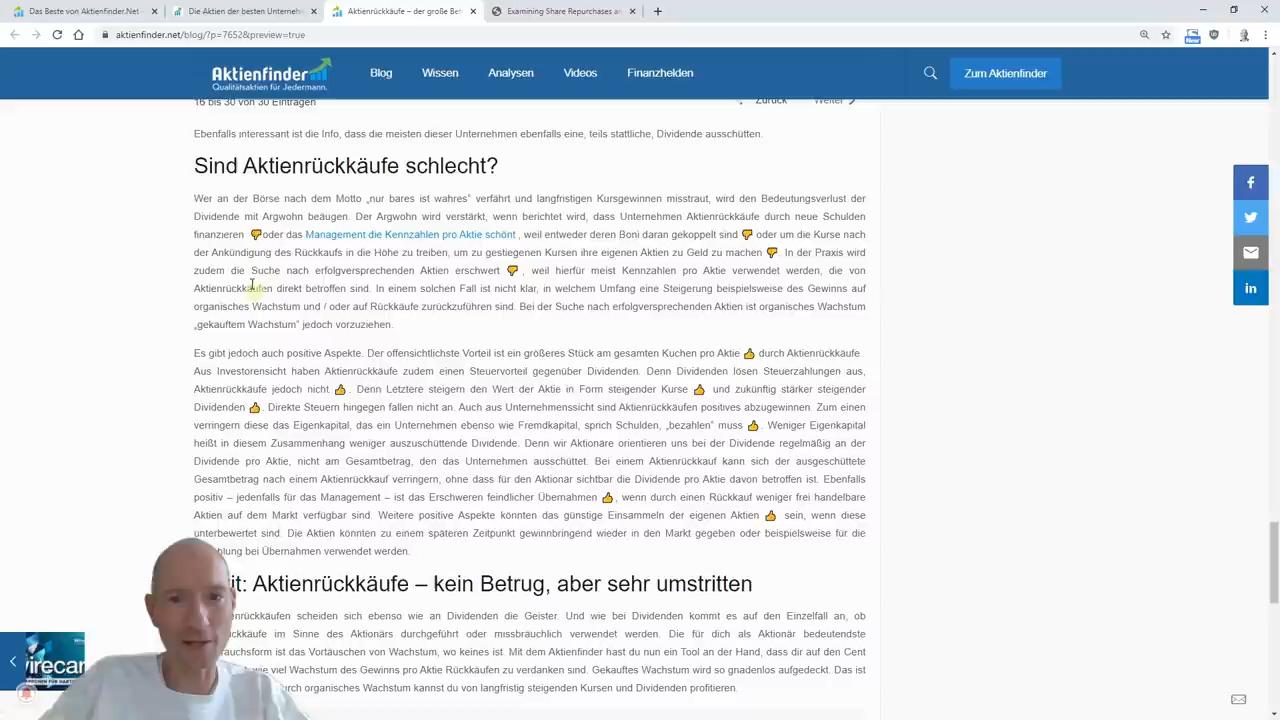 Das Beste von Aktienfinder.Net –
Die Aktien der besten Unternehm
Aktienrückkäufe – der große Bet
Examining Share Repurchases an
aktienfinder.net/blog/?p=7652&preview=true
New
Aktienfinder
Qualitätsaktien für Jedermann.
Blog
Wissen
Analysen
Videos
Finanzhelden
Zum Aktienfinder
16 bis 30 von 30 Einträgen
Zurück
Weiter
Ebenfalls interessant ist die Info, dass die meisten dieser Unternehmen ebenfalls eine, teils stattliche, Dividende ausschütten.
Sind Aktienrückkäufe schlecht?
Wer an der Börse nach dem Motto „nur bares ist wahres“ verfährt und langfristigen Kursgewinnen misstraut, wird den Bedeutungsverlust der
Dividende mit Argwohn beäugen. Der Argwohn wird verstärkt, wenn berichtet wird, dass Unternehmen Aktienrückkäufe durch neue Schulden
finanzieren 👎oder das Management die Kennzahlen pro Aktie schönt , weil entweder deren Boni daran gekoppelt sind 👎 oder um die Kurse nach
der Ankündigung des Rückkaufs in die Höhe zu treiben, um zu gestiegenen Kursen ihre eigenen Aktien zu Geld zu machen 👎. In der Praxis wird
zudem die Suche nach erfolgversprechenden Aktien erschwert 👎, weil hierfür meist Kennzahlen pro Aktie verwendet werden, die von
Aktienrückkäufen direkt betroffen sind. In einem solchen Fall ist nicht klar, in welchem Umfang eine Steigerung beispielsweise des Gewinns auf
organisches Wachstum und / oder auf Rückkäufe zurückzuführen sind. Bei der Suche nach erfolgversprechenden Aktien ist organisches Wachstum
„gekauftem Wachstum“ jedoch vorzuziehen.
Es gibt jedoch auch positive Aspekte. Der offensichtlichste Vorteil ist ein größeres Stück am gesamten Kuchen pro Aktie 👍 durch Aktienrückkäufe.
Aus Investorensicht haben Aktienrückkäufe zudem einen Steuervorteil gegenüber Dividenden. Denn Dividenden lösen Steuerzahlungen aus,
Aktienrückkäufe jedoch nicht 👍. Denn Letztere steigern den Wert der Aktie in Form steigender Kurse 👍 und zukünftig stärker steigender
Dividenden 👍. Direkte Steuern hingegen fallen nicht an. Auch aus Unternehmenssicht sind Aktienrückkäufen positives abzugewinnen. Zum einen
verringern diese das Eigenkapital, das ein Unternehmen ebenso wie Fremdkapital, sprich Schulden, „bezahlen“ muss 👍. Weniger Eigenkapital
heißt in diesem Zusammenhang weniger auszuschüttende Dividende. Denn wir Aktionäre orientieren uns bei der Dividende regelmäßig an der
Dividende pro Aktie, nicht am Gesamtbetrag, den das Unternehmen ausschüttet. Bei einem Aktienrückkauf kann sich der ausgeschüttete
Gesamtbetrag nach einem Aktienrückkauf verringern, ohne dass für den Aktionär sichtbar die Dividende pro Aktie davon betroffen ist. Ebenfalls
positiv – jedenfalls für das Management – ist das Erschweren feindlicher Übernahmen 👍, wenn durch einen Rückkauf weniger frei handelbare
Aktien auf dem Markt verfügbar sind. Weitere positive Aspekte könnten das günstige Einsammeln der eigenen Aktien 👍 sein, wenn diese
unterbewertet sind. Die Aktien könnten zu einem späteren Zeitpunkt gewinnbringend wieder in den Markt gegeben oder beispielsweise für die
hlung bei Übernahmen verwendet werden.
it: Aktienrückkäufe – kein Betrug, aber sehr umstritten
enrückkäufen scheiden sich ebenso wie an Dividenden die Geister. Und wie bei Dividenden kommt es auf den Einzelfall an, ob
ckkäufe im Sinne des Aktionärs durchgeführt oder missbräuchlich verwendet werden. Die für dich als Aktionär bedeutendste
rauchsform ist das Vortäuschen von Wachstum, wo keines ist. Mit dem Aktienfinder hast du nun ein Tool an der Hand, dass dir auf den Cent
wie viel Wachstum des Gewinns pro Aktie Rückkäufen zu verdanken sind. Gekauftes Wachstum wird so gnadenlos aufgedeckt. Das ist
urch organisches Wachstum kannst du von langfristig steigenden Kursen und Dividenden profitieren.
wirecar